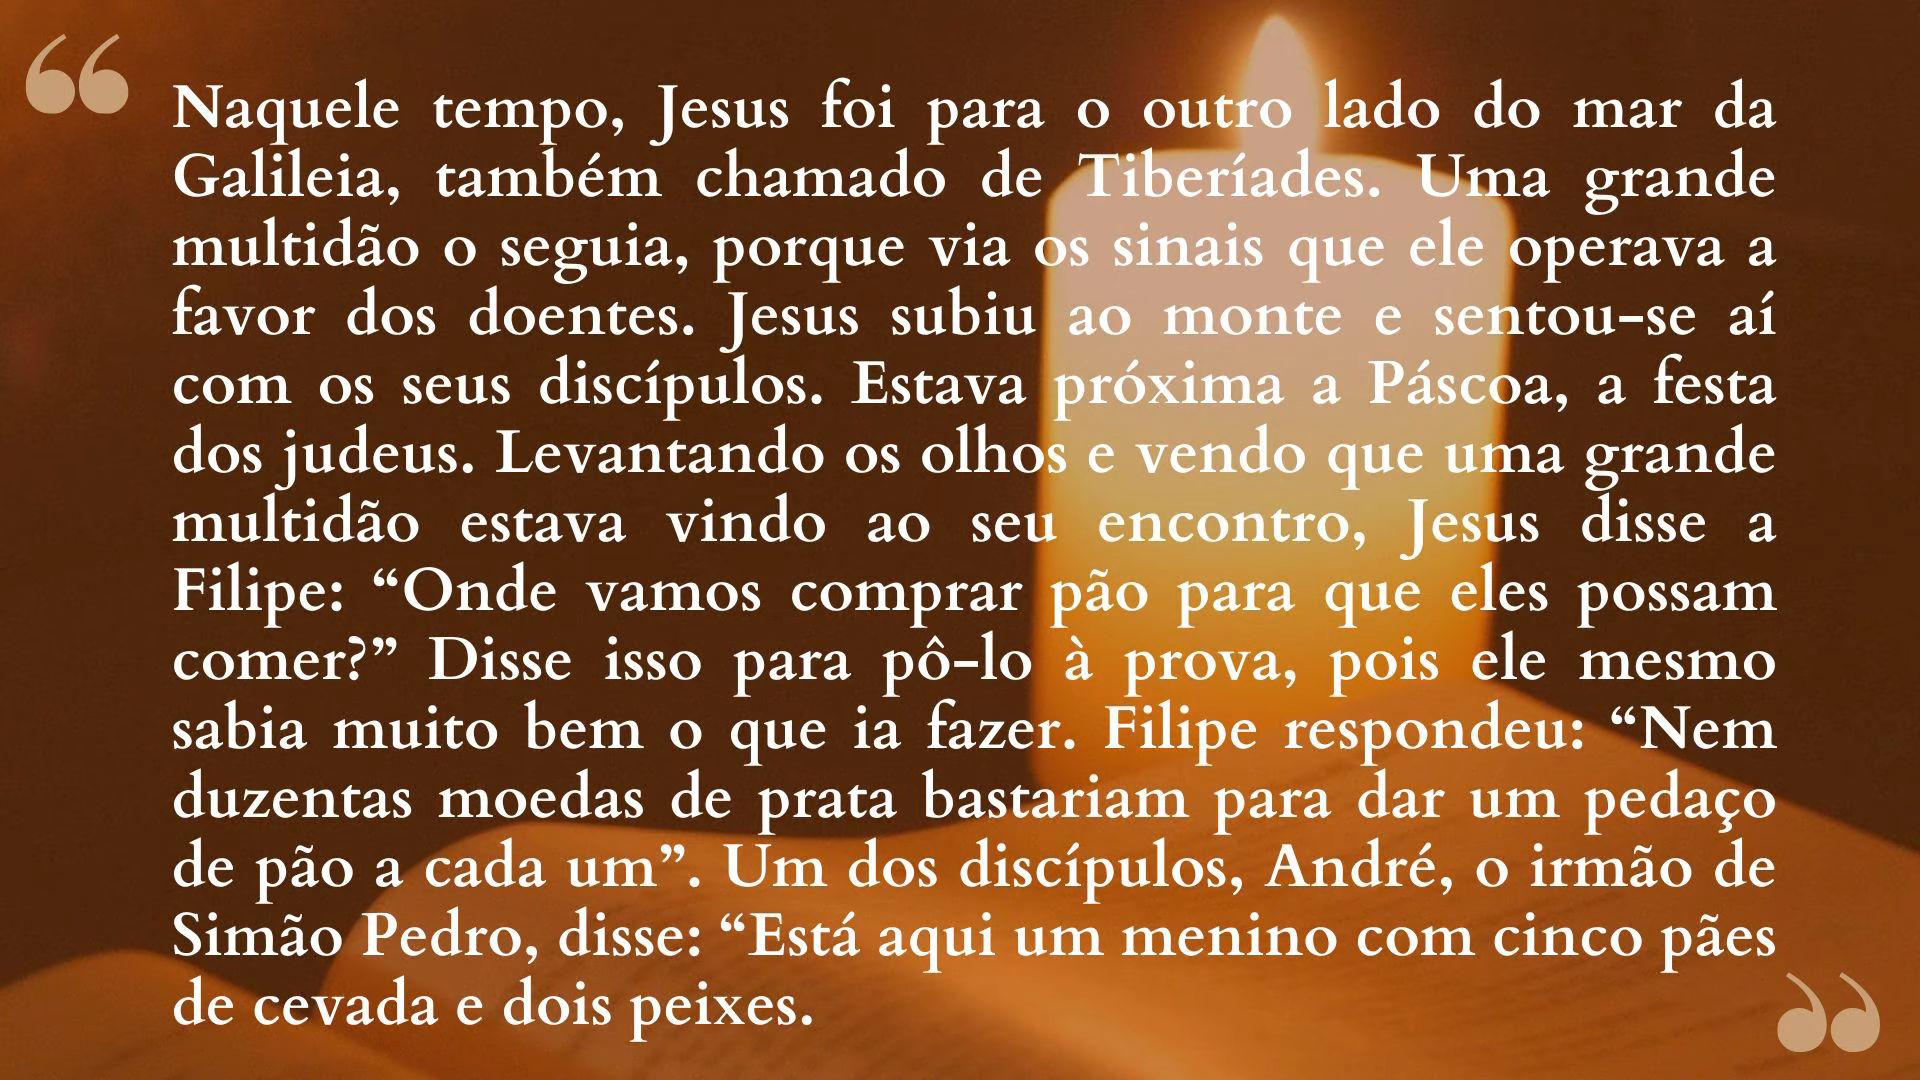 Naquele tempo, Jesus foi para o outro lado do mar da
Galileia, também chamado de Tiberíades. Uma grande
multidão o seguia, porque via os sinais que ele operava a
favor dos doentes. Jesus subiu ao monte e sentou-se aí
com os seus discípulos. Estava próxima a Páscoa, a festa
dos judeus. Levantando os olhos e vendo que uma grande
multidão estava vindo ao seu encontro, Jesus disse a
Filipe: “Onde vamos comprar pão para que eles possam
comer?” Disse isso para pô-lo à prova, pois ele mesmo
sabia muito bem o que ia fazer. Filipe respondeu: “Nem
duzentas moedas de prata bastariam para dar um pedaço
de pão a cada um”. Um dos discípulos, André, o irmão de
Simão Pedro, disse: “Está aqui um menino com cinco pães
de cevada e dois peixes.